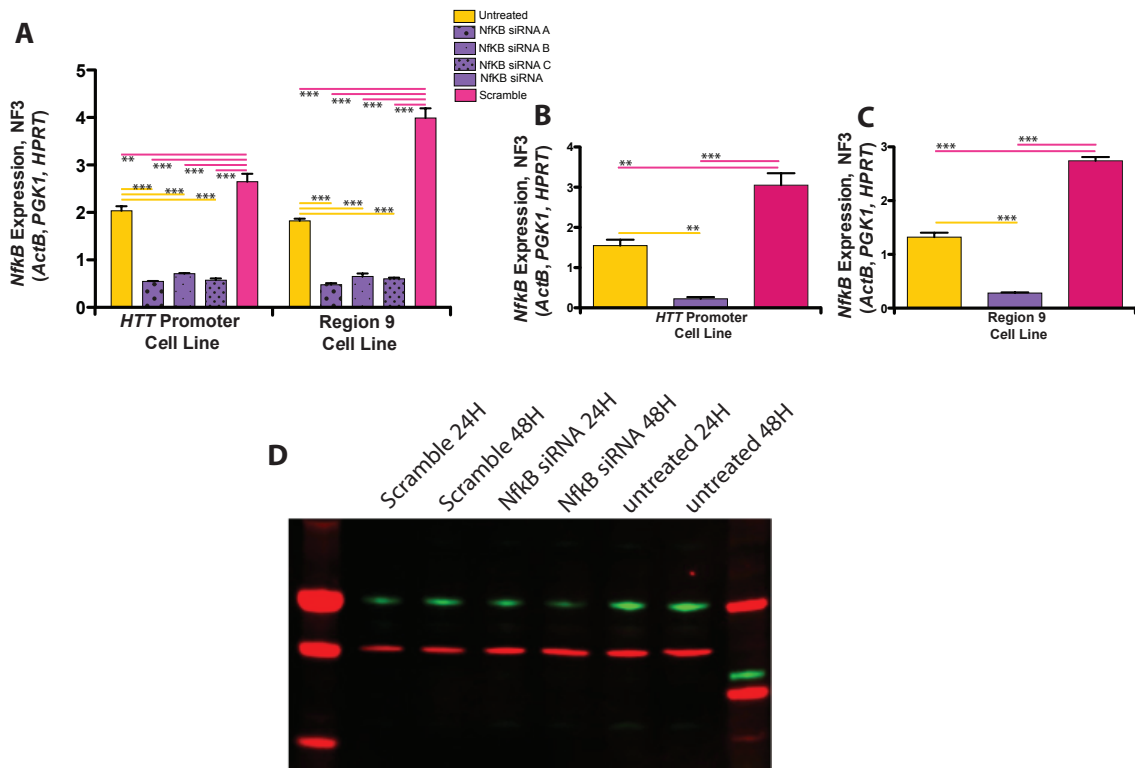 A
Untreated
NfKB siRNA A
NfKB siRNA B
NfKB siRNA C
NfKB siRNA
Scramble
NfkB Expression, NF3
(ActB, PGK1, HPRT)
5
4
3
2
1
0
**
***
***
***
***
***
***
***
***
***
***
***
***
***
HTT Promoter
Cell Line
Region 9
Cell Line
B
NfkB Expression, NF3
(ActB, PGK1, HPRT)
4
3
2
1
0
**
***
**
HTT Promoter
Cell Line
C
NfkB Expression, NF3
(ActB, PGK1, HPRT)
3
2
1
0
***
***
***
Region 9
Cell Line
D
Scramble 24H
Scramble 48H
NfkB siRNA 24H
NfkB siRNA 48H
untreated 24H
untreated 48H